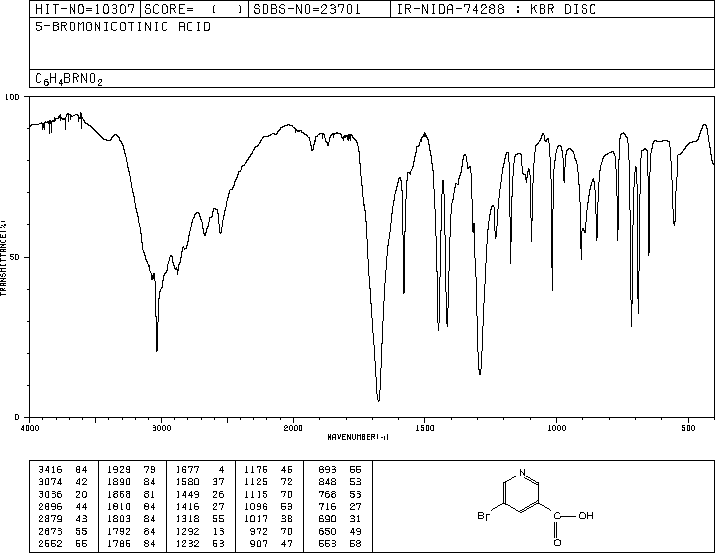 HIT-NO=10307 SCORE= ( ) SDBS-NO=23701 IR-NIDA-74288 : KBR DISC
5-BROMONICOTINIC ACID
C6H4BRNO2
100
50
0
TRANSMITTANCE(%)
4000 3000 2000 1500 1000 500
WAVENUMBER(-1)
3416 84 1929 79 1677 4 1176 46 893 55
3074 42 1890 84 1580 37 1125 72 848 53
3036 20 1868 81 1449 26 1115 70 768 53
2896 44 1810 84 1416 27 1096 53 716 27
2879 43 1803 84 1318 55 1017 38 690 31
2673 55 1792 84 1292 13 972 70 650 49
2552 55 1786 84 1232 53 907 47 553 58
N
Br
C
OH
O